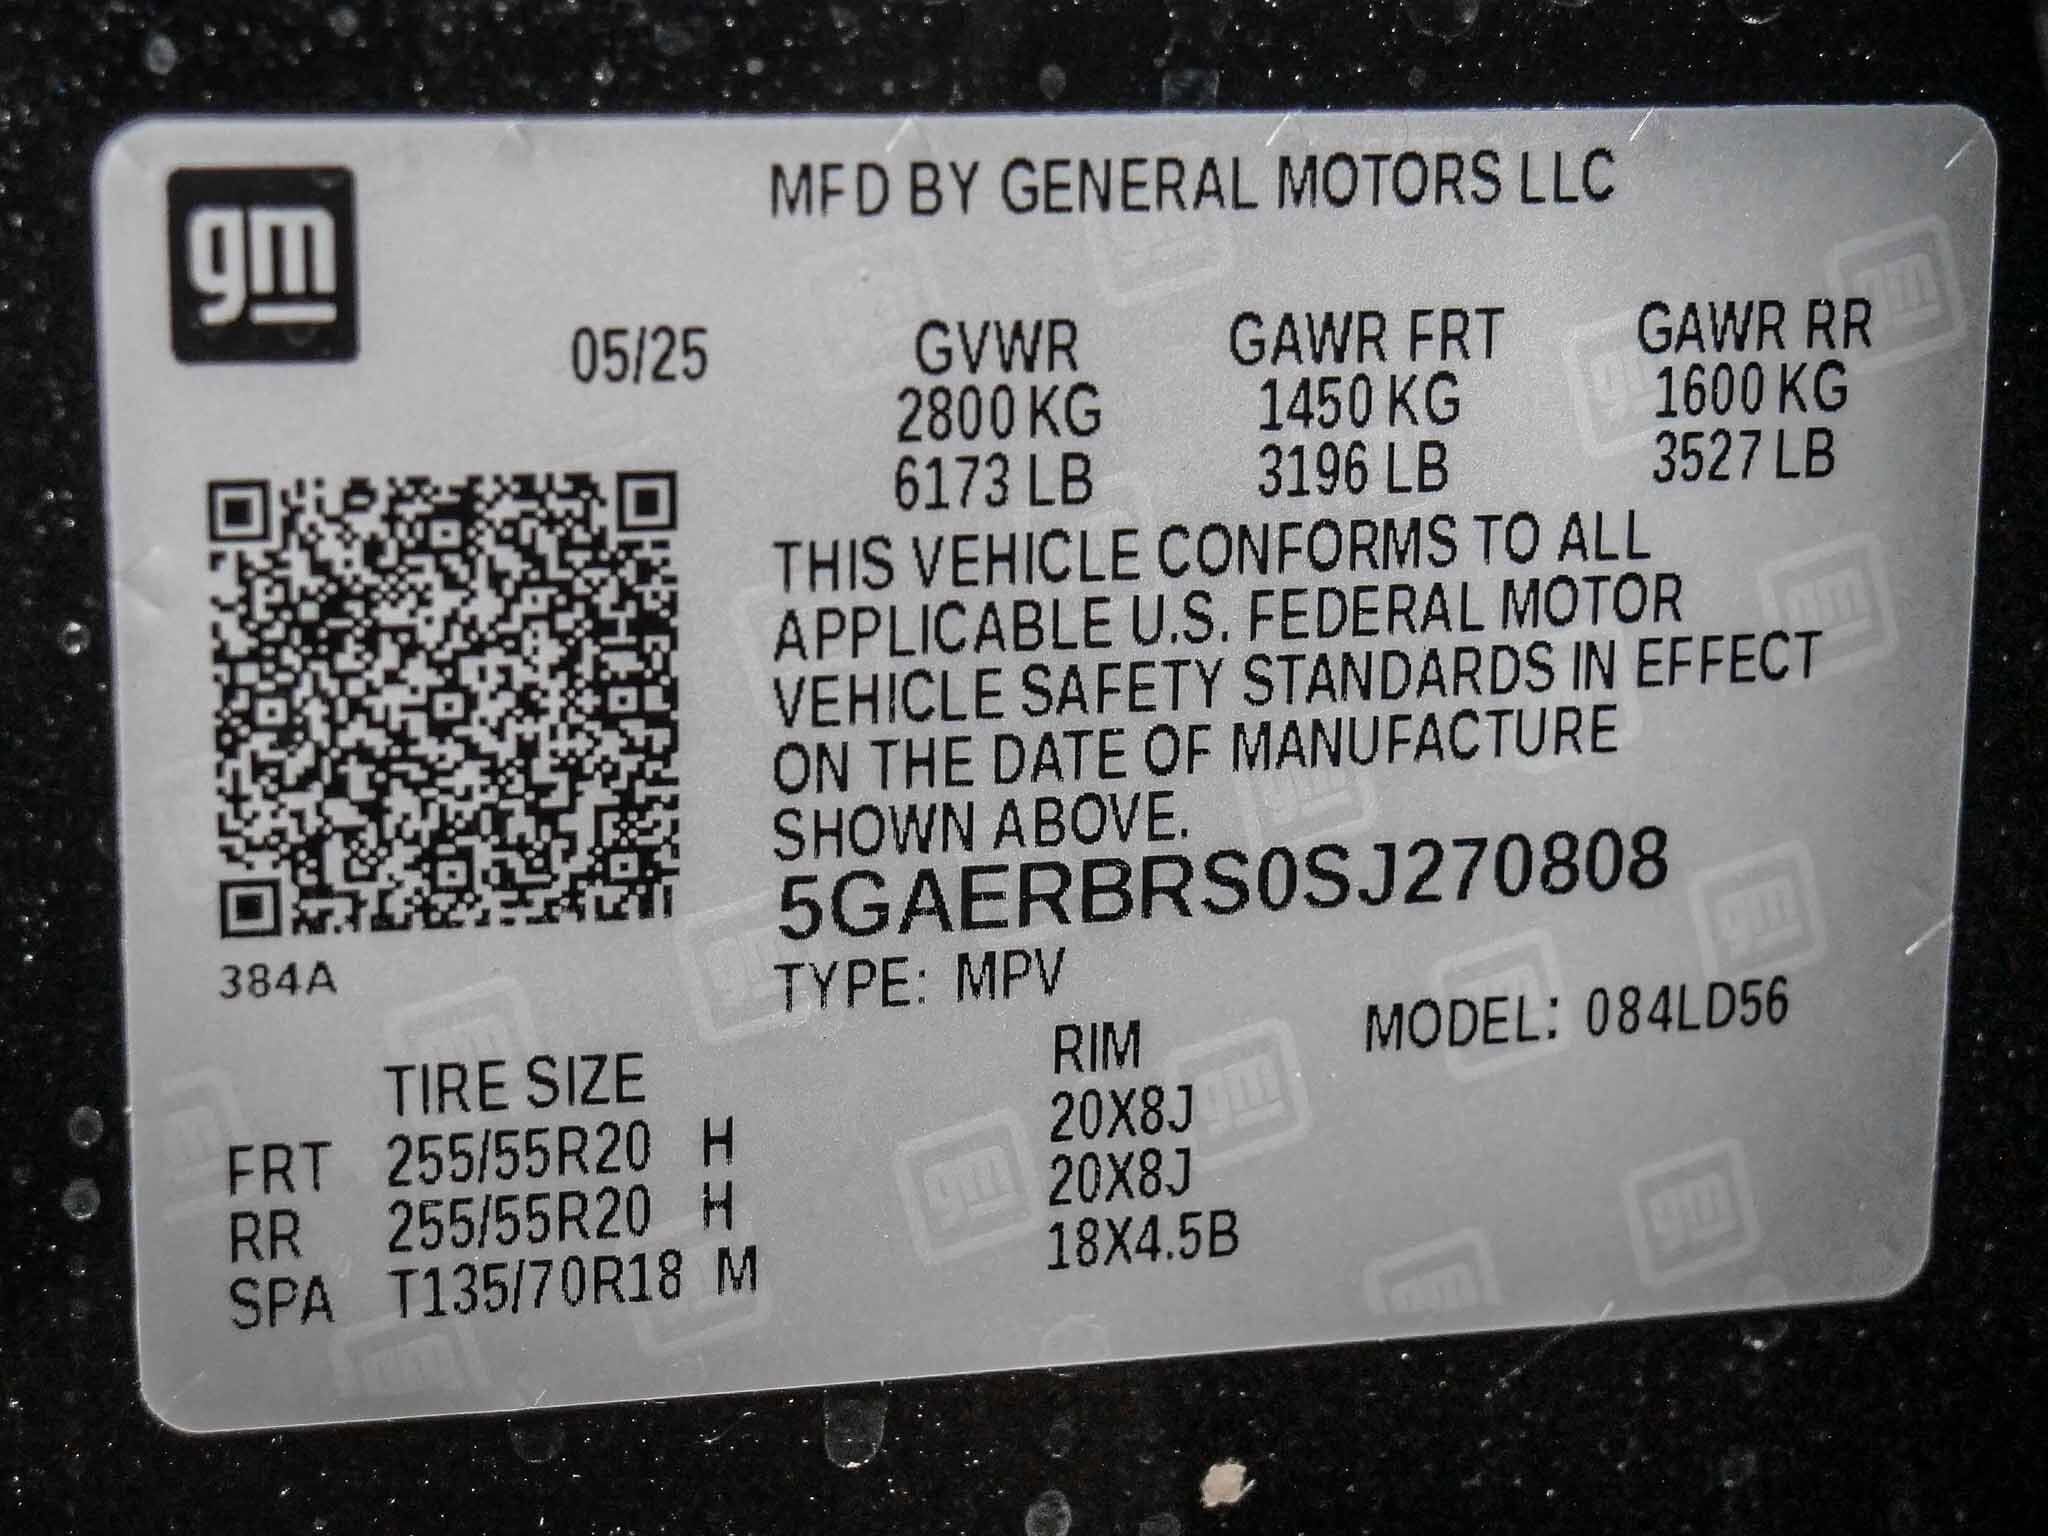 gm
MFD BY GENERAL MOTORS LLC
05/25 GVWR GAWR FRT GAWR RR
2800 KG 1450 KG 1600 KG
6173 LB 3196 LB 3527 LB
THIS VEHICLE CONFORMS TO ALL
APPLICABLE U.S. FEDERAL MOTOR
VEHICLE SAFETY STANDARDS IN EFFECT
ON THE DATE OF MANUFACTURE
SHOWN ABOVE.
5GAERBRS0SJ270808
384A
TYPE: MPV
MODEL: 084LD56
TIRE SIZE RIM
FRT 255/55R20 H 20X8J
RR 255/55R20 H 20X8J
SPA T135/70R18 M 18X4.5B